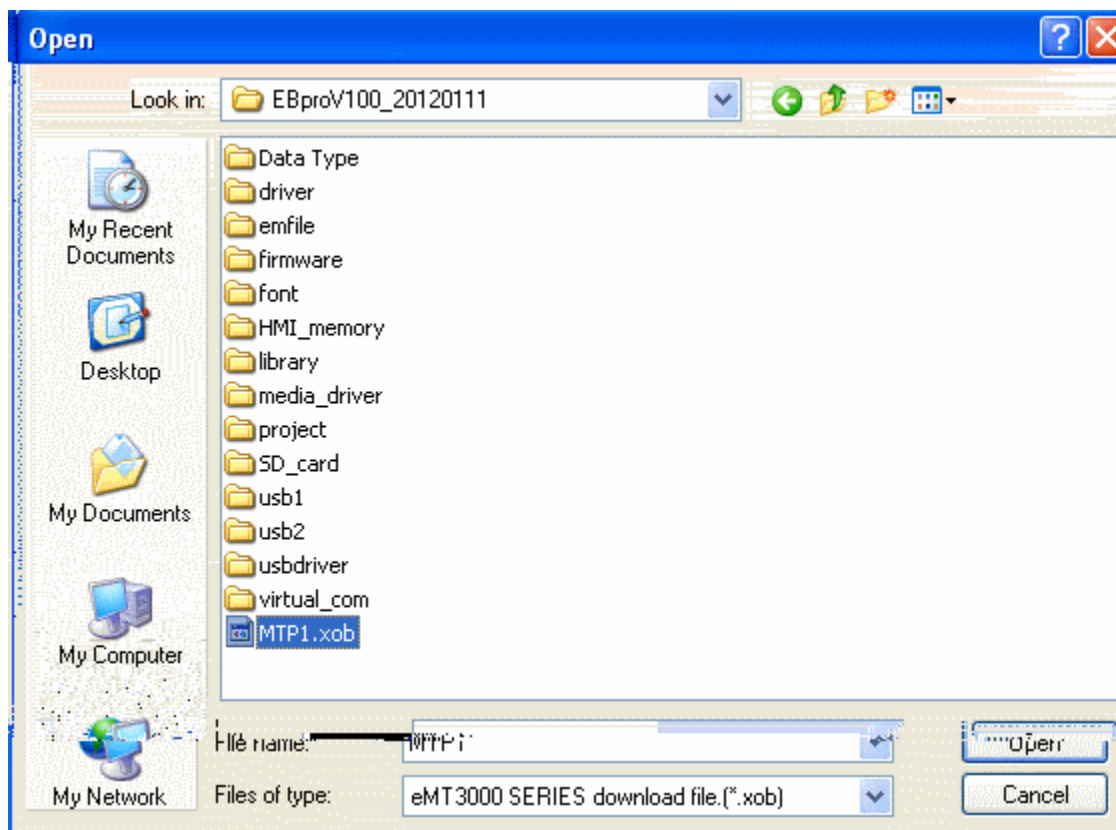 Open
Look in: EBproV100_20120111
My Recent Documents
Desktop
My Documents
My Computer
My Network
Data Type
driver
emfile
firmware
font
HMI_memory
library
media_driver
project
SD_card
usb1
usb2
usbdriver
virtual_com
MTP1.xob
File name:
Open
Files of type: eMT3000 SERIES download file.(*.xob)
Cancel